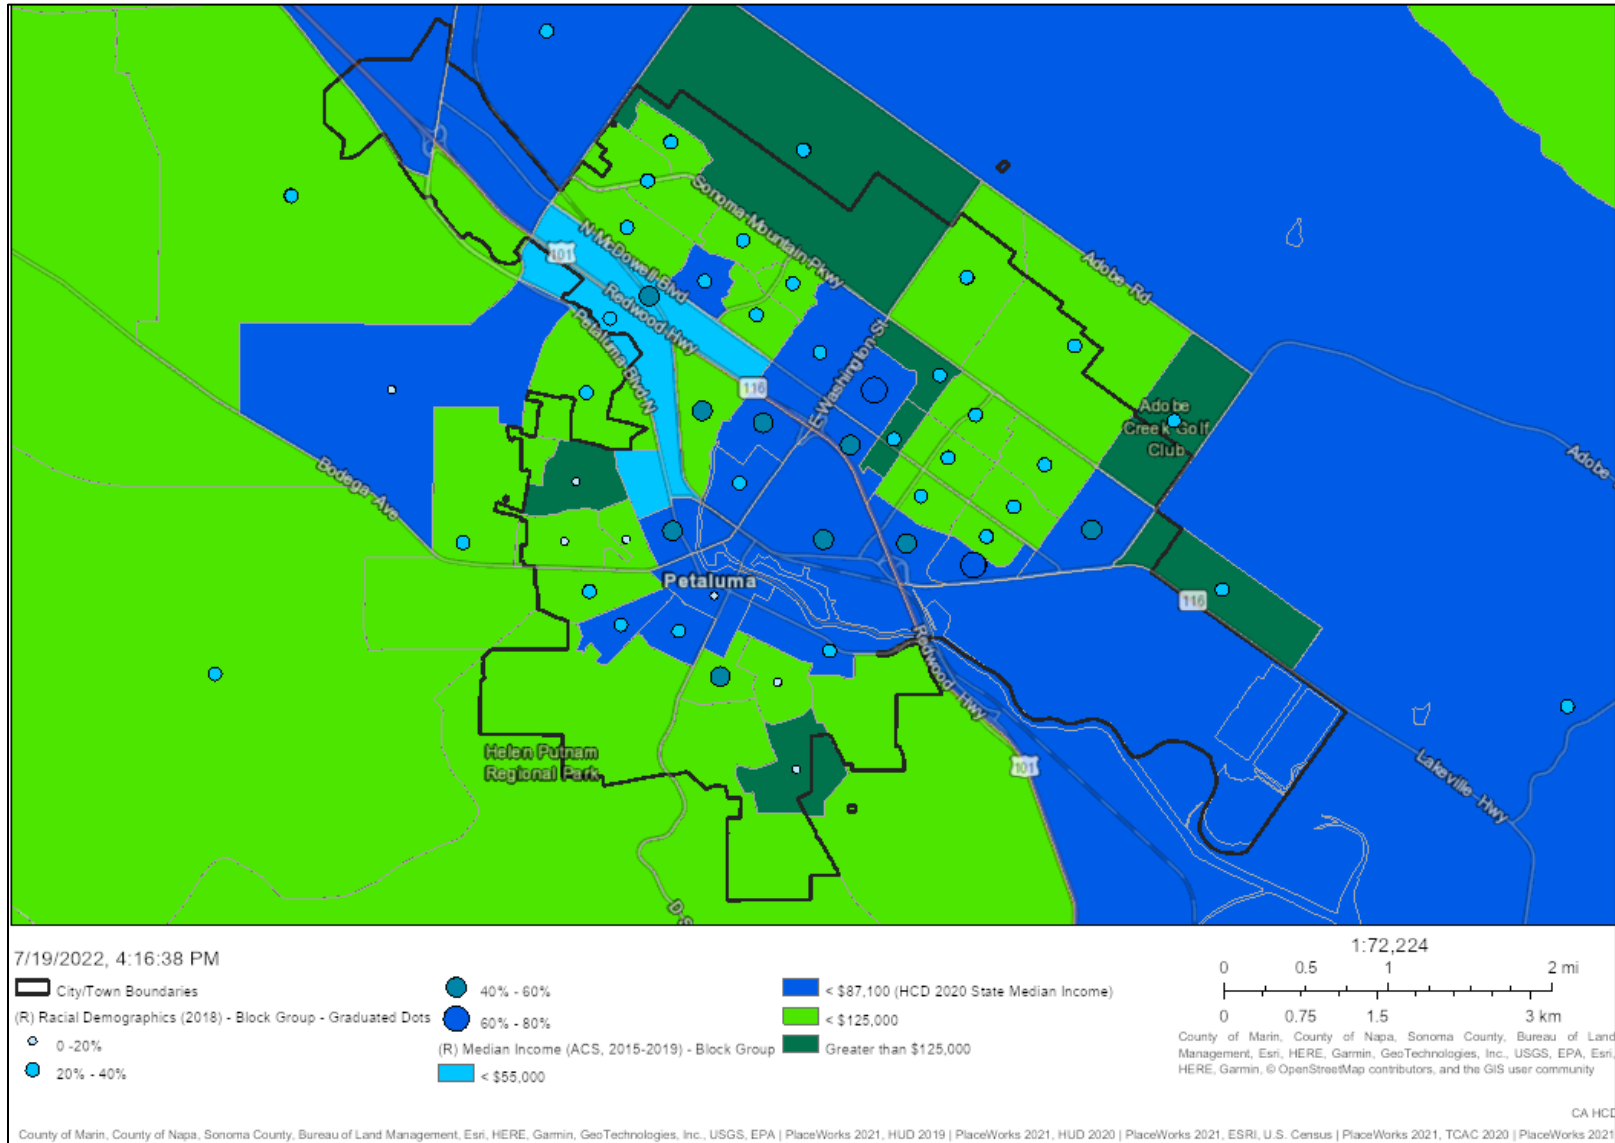 Sonoma Mountain Pkwy
N McDowell Blvd
101
Redwood Hwy
Petaluma Blvd N
Adobe Rd
116
E Washington St
Adobe
Creek Golf
Club
Adobe
Bodega Ave
Petaluma
116
Redwood Hwy
Helen Putnam
Regional Park
101
Lakeville Hwy
D S
7/19/2022, 4:16:38 PM
City/Town Boundaries
(R) Racial Demographics (2018) - Block Group - Graduated Dots
0 -20%
20% - 40%
40% - 60%
60% - 80%
(R) Median Income (ACS, 2015-2019) - Block Group
< $55,000
< $87,100 (HCD 2020 State Median Income)
< $125,000
Greater than $125,000
1:72,224
0 0.5 1 2 mi
0 0.75 1.5 3 km
County of Marin, County of Napa, Sonoma County, Bureau of Land
Management, Esri, HERE, Garmin, GeoTechnologies, Inc., USGS, EPA, Esri,
HERE, Garmin, © OpenStreetMap contributors, and the GIS user community
CA HCD
County of Marin, County of Napa, Sonoma County, Bureau of Land Management, Esri, HERE, Garmin, GeoTechnologies, Inc., USGS, EPA | PlaceWorks 2021, HUD 2019 | PlaceWorks 2021, HUD 2020 | PlaceWorks 2021, ESRI, U.S. Census | PlaceWorks 2021, TCAC 2020 | PlaceWorks 2021